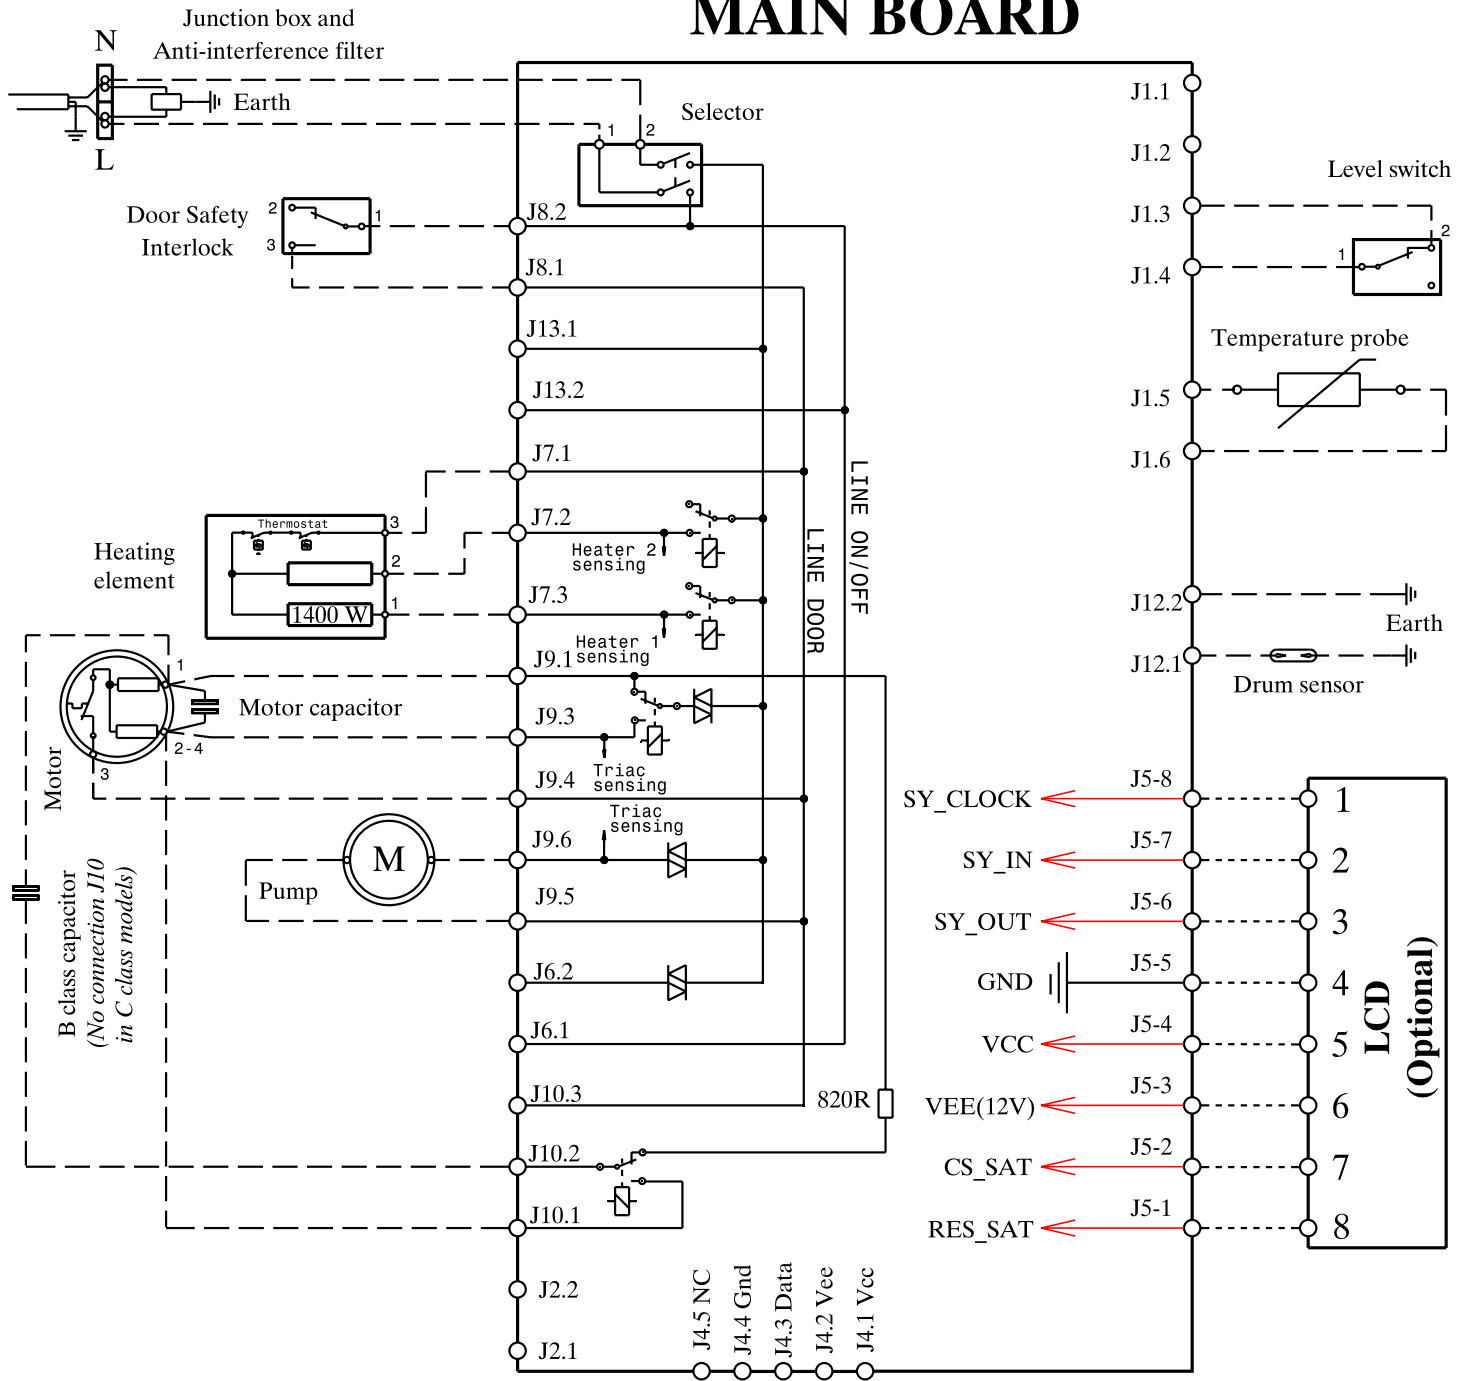 MAIN BOARD
Junction box and
Anti-interference filter
N
Earth
L
Selector
1
2
Door Safety
Interlock
2
1
3
J8.2
J8.1
J13.1
J13.2
J7.1
J7.2
J7.3
J9.1
J9.3
J9.4
J9.6
J9.5
J6.2
J6.1
J10.3
J10.2
J10.1
J2.2
J2.1
Heating
element
Thermostat
3
2
1
1400 W
Heater 2
sensing
Heater 1
sensing
LINE DOOR
LINE ON/OFF
Motor
1
2-4
3
Motor capacitor
Triac
sensing
Triac
sensing
M
Pump
B class capacitor
(No connection J10
in C class models)
820R
J4.5 NC
J4.4 Gnd
J4.3 Data
J4.2 Vee
J4.1 Vcc
J1.1
J1.2
J1.3
J1.4
J1.5
J1.6
J12.2
J12.1
Level switch
1
2
Temperature probe
Earth
Drum sensor
SY_CLOCK
J5-8
1
SY_IN
J5-7
2
SY_OUT
J5-6
3
GND
J5-5
4
VCC
J5-4
5
VEE(12V)
J5-3
6
CS_SAT
J5-2
7
RES_SAT
J5-1
8
LCD
(Optional)